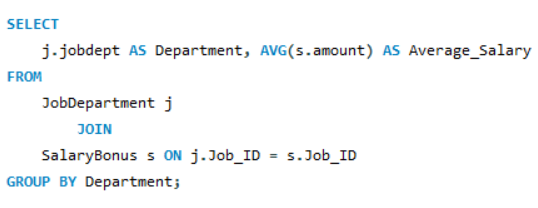 SELECT
j.jobdept AS Department, AVG(s.amount) AS Average_Salary
FROM
JobDepartment j
JOIN
SalaryBonus s ON j.Job_ID = s.Job_ID
GROUP BY Department;